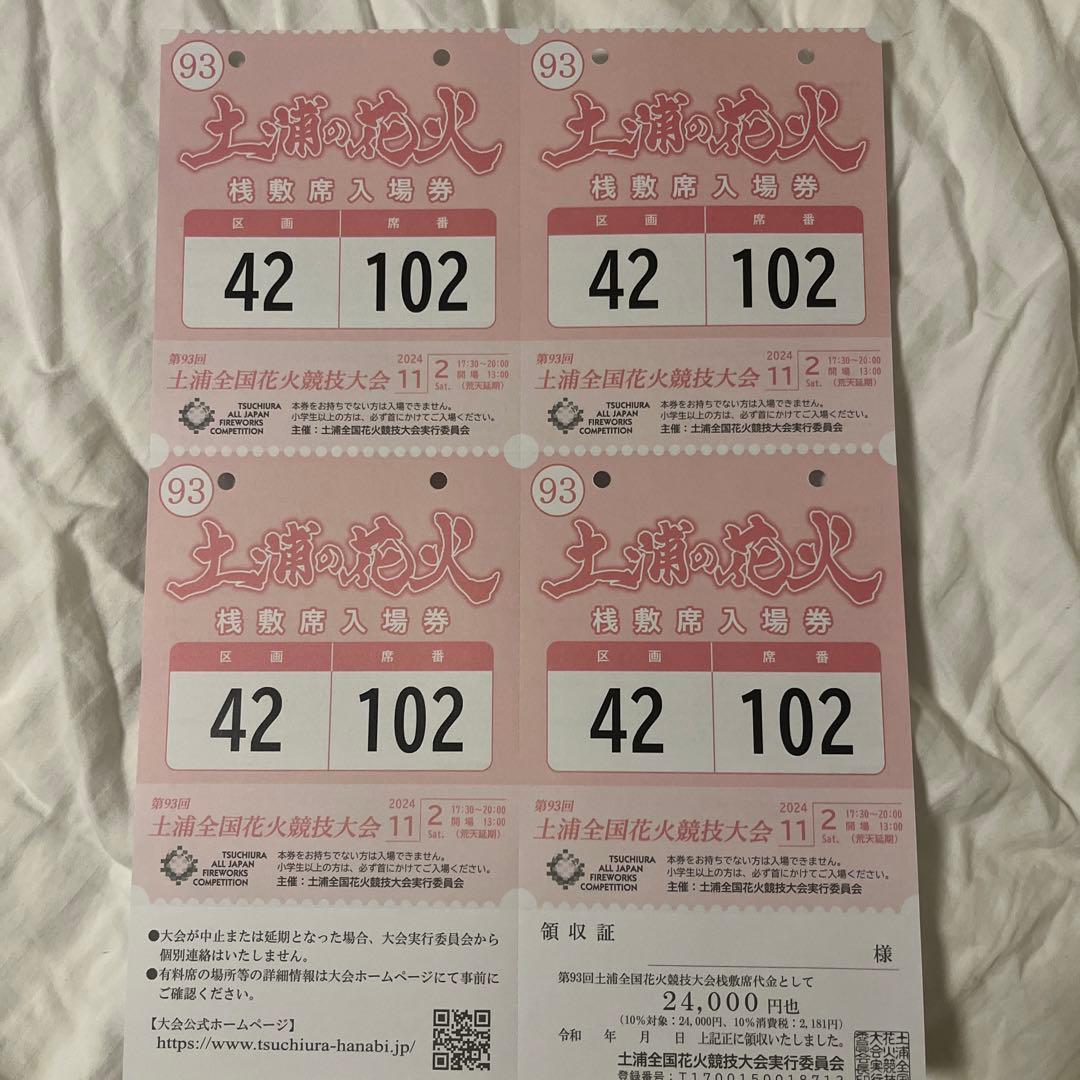 93
土浦の花火
桟敷席入場券
区画 席番
42 102
第93回
土浦全国花火競技大会
2024
11 2 Sat.
17:30〜20:00
開場 13:00
(荒天延期)
TSUCHIURA
ALL JAPAN
FIREWORKS
COMPETITION
本券をお持ちでない方は入場できません。
小学生以上の方は、必ず首にかけてご入場ください。
主催：土浦全国花火競技大会実行委員会
93
土浦の花火
桟敷席入場券
区画 席番
42 102
第93回
土浦全国花火競技大会
2024
11 2 Sat.
17:30〜20:00
開場 13:00
(荒天延期)
TSUCHIURA
ALL JAPAN
FIREWORKS
COMPETITION
本券をお持ちでない方は入場できません。
小学生以上の方は、必ず首にかけてご入場ください。
主催：土浦全国花火競技大会実行委員会
93
土浦の花火
桟敷席入場券
区画 席番
42 102
第93回
土浦全国花火競技大会
2024
11 2 Sat.
17:30〜20:00
開場 13:00
(荒天延期)
TSUCHIURA
ALL JAPAN
FIREWORKS
COMPETITION
本券をお持ちでない方は入場できません。
小学生以上の方は、必ず首にかけてご入場ください。
主催：土浦全国花火競技大会実行委員会
93
土浦の花火
桟敷席入場券
区画 席番
42 102
第93回
土浦全国花火競技大会
2024
11 2 Sat.
17:30〜20:00
開場 13:00
(荒天延期)
TSUCHIURA
ALL JAPAN
FIREWORKS
COMPETITION
本券をお持ちでない方は入場できません。
小学生以上の方は、必ず首にかけてご入場ください。
主催：土浦全国花火競技大会実行委員会
●大会が中止または延期となった場合、大会実行委員会から
個別連絡はいたしません。
●有料席の場所等の詳細情報は大会ホームページにて事前に
ご確認ください。
【大会公式ホームページ】
https://www.tsuchiura-hanabi.jp/
領収証
様
第93回土浦全国花火競技大会桟敷席代金として
24,000 円也
(10%対象：24,000円、10%消費税：2,181円)
令和 年 月 日 上記正に領収いたしました。
土浦全国花火競技大会実行委員会
登録番号：T1700150018713